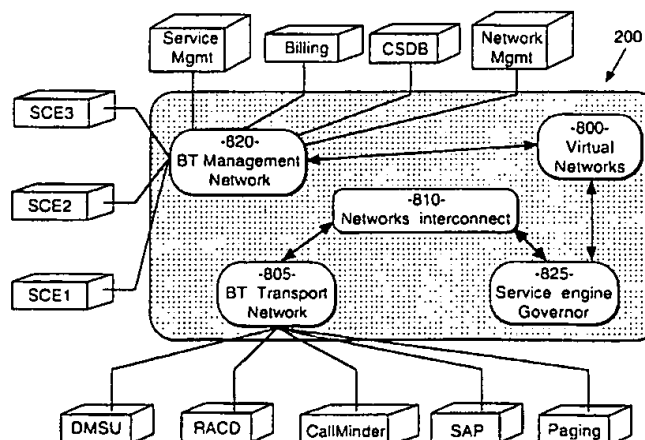 Service
Mgmt
Billing
CSDB
Network
Mgmt
200
SCE3
-820-
BT Management
Network
-800-
Virtual
Networks
SCE2
-810-
Networks interconnect
-805-
BT Transport
Network
-825-
Service engine
Governor
SCE1
DMSU
RACD
CallMinder
SAP
Paging